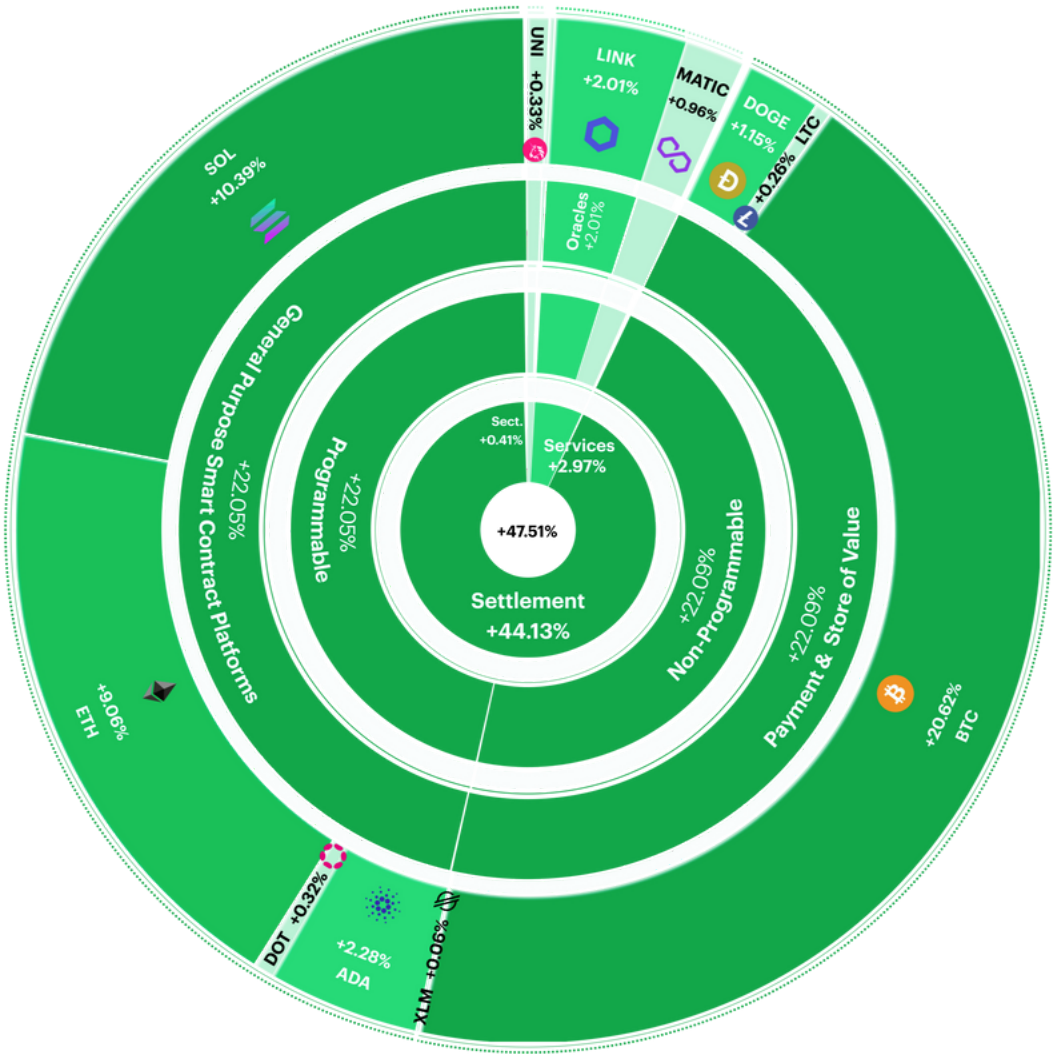 +47.51%
Sect.
+0.41%
Services
+2.97%
Settlement
+44.13%
Programmable
+22.05%
Non-Programmable
+22.09%
General Purpose Smart Contract Platforms
+22.05%
Oracles
+2.01%
Payment & Store of Value
+22.09%
UNI +0.33%
LINK
+2.01%
MATIC
+0.96%
DOGE
+1.15%
LTC
+0.26%
+20.62%
BTC
XLM +0.06%
+2.28%
ADA
DOT +0.32%
+9.06%
ETH
SOL
+10.39%